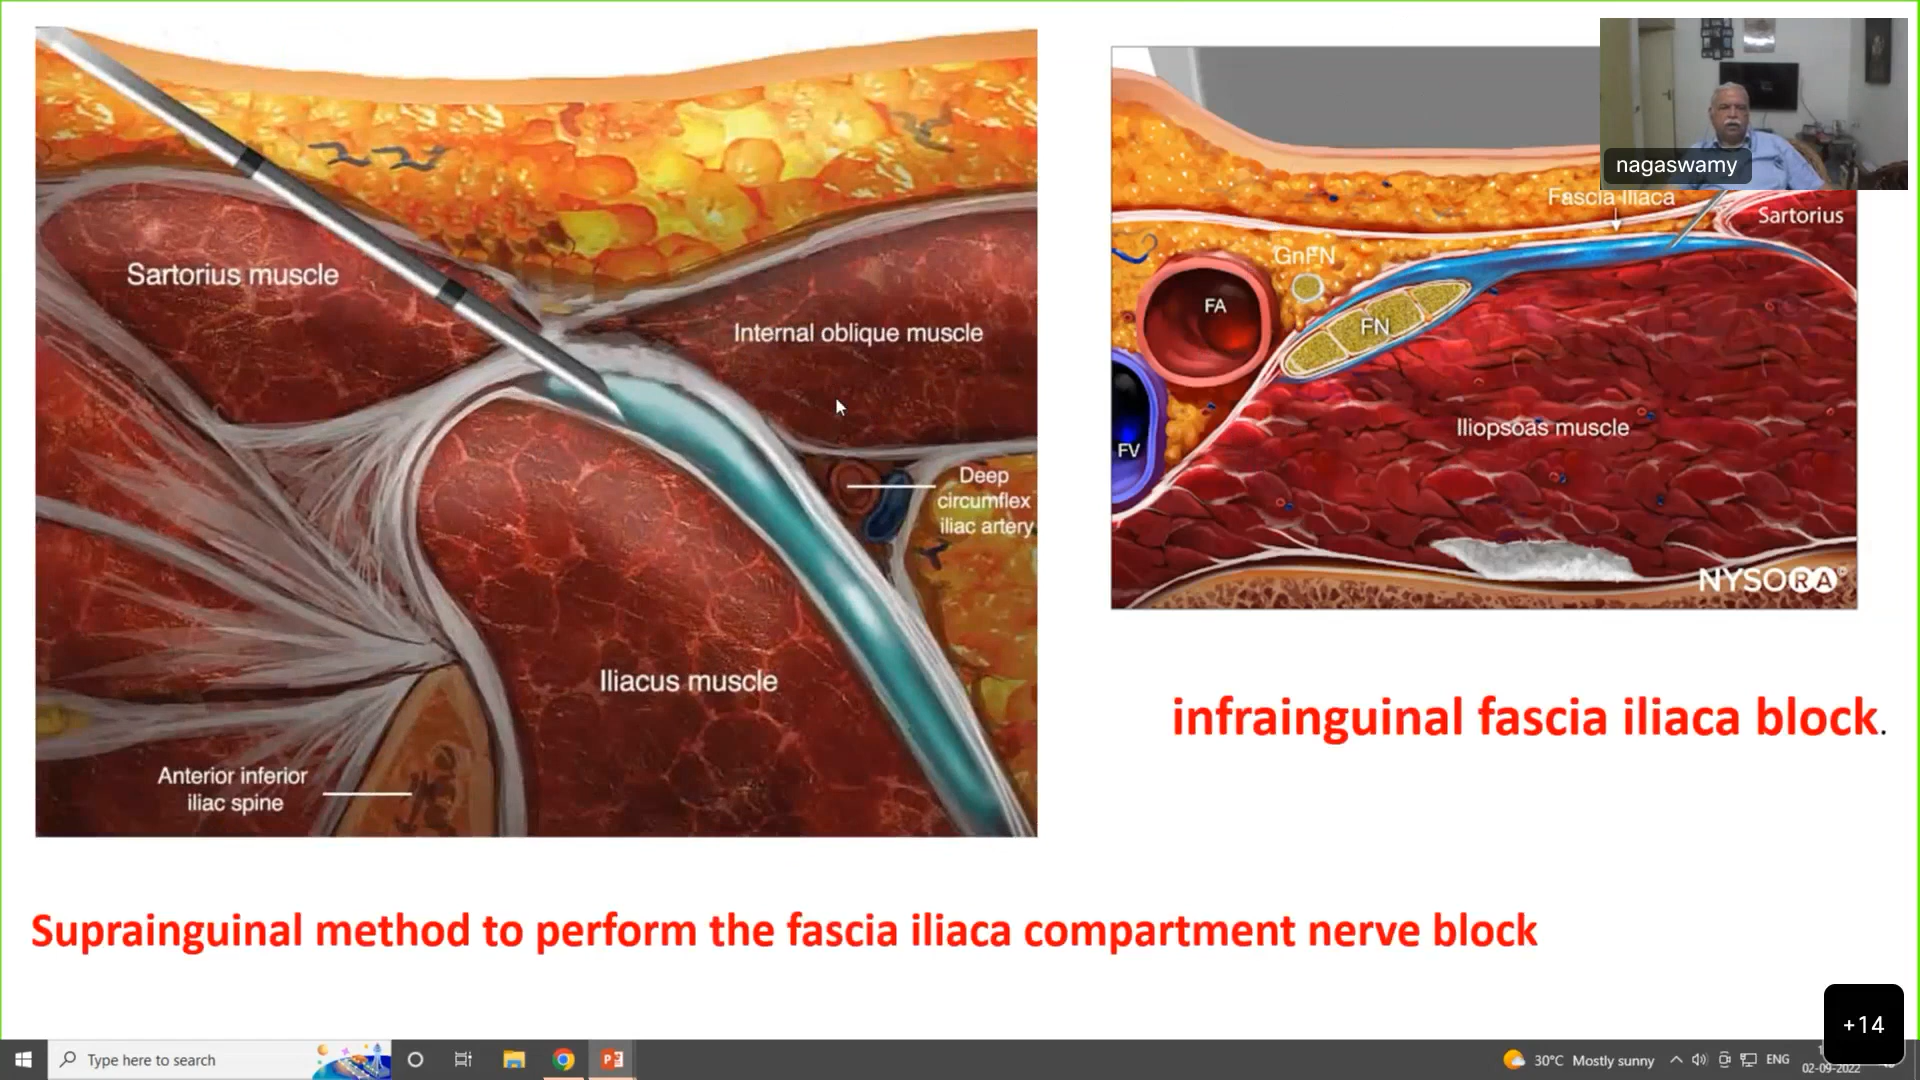 nagaswamy
Sartorius muscle
Internal oblique muscle
Deep
circumflex
iliac artery
Iliacus muscle
Anterior inferior
iliac spine
Fascia Iliaca
Sartorius
GnFN
FA
FN
Iliopsoas muscle
FV
NYSORA
infrainguinal fascia iliaca block.
Suprainguinal method to perform the fascia iliaca compartment nerve block
+14
Type here to search
30°C Mostly sunny
ENG
02-09-2022